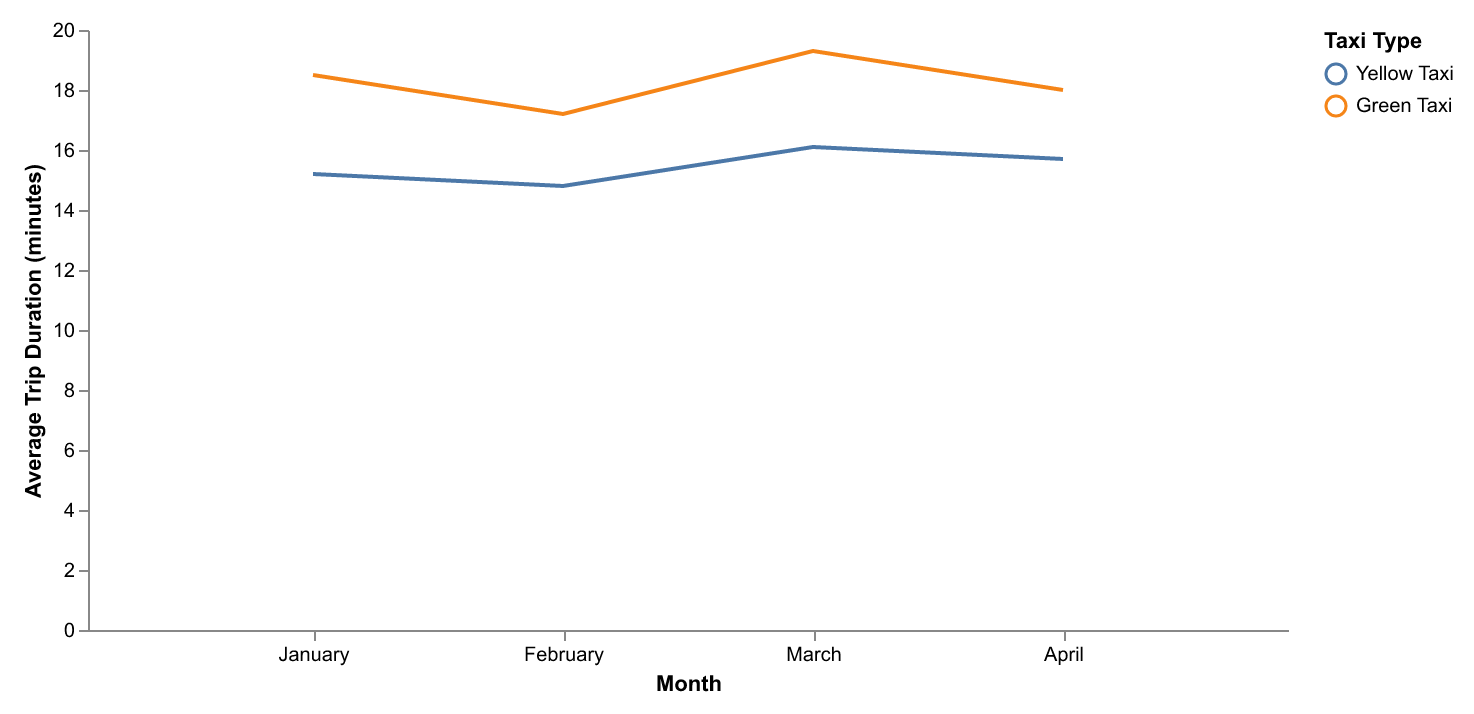 20
18
16
14
12
10
8
6
4
2
0
Average Trip Duration (minutes)
January February March April
Month
Taxi Type
Yellow Taxi
Green Taxi